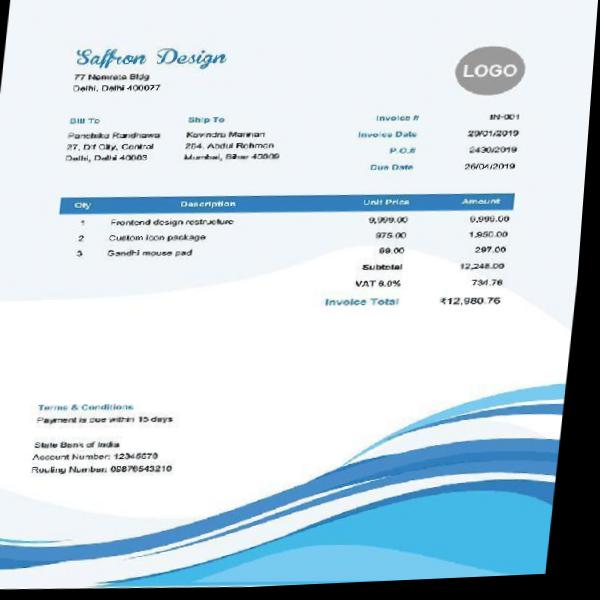 Saffron Design
77 Namrata Bldg
Delhi, Delhi 400077
LOGO
Bill To
Panchika Randhawa
27, Dlf City, Central
Delhi, Delhi 40003
Ship To
Kavindra Mannan
264, Abdul Rehman
Mumbai, Bihar 40009
Invoice # IN-001
Invoice Date 29/01/2019
P.O.# 2430/2019
Due Date 26/04/2019
Qty Description Unit Price Amount
1 Frontend design restructure 9,999.00 9,999.00
2 Custom icon package 975.00 1,950.00
3 Gandhi mouse pad 99.00 297.00
Subtotal 12,246.00
VAT 6.0% 734.76
Invoice Total ₹12,980.76
Terms & Conditions
Payment is due within 15 days
State Bank of India
Account Number: 12345678
Routing Number: 09876543210